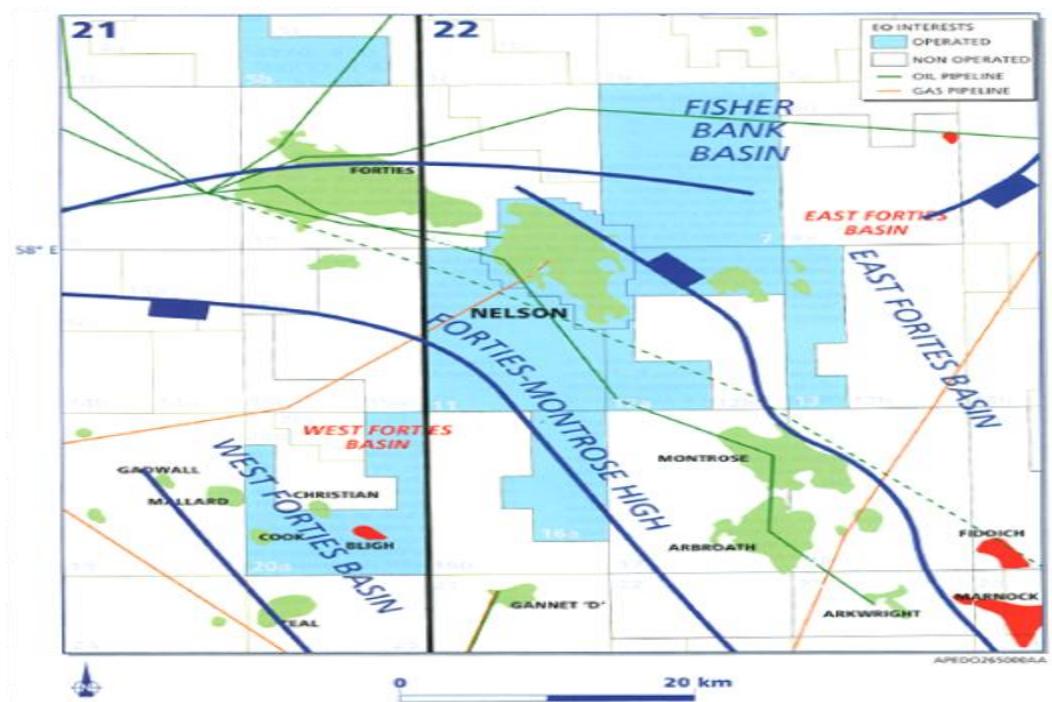 21
22
EO INTERESTS
OPERATED
NON OPERATED
OIL PIPELINE
GAS PIPELINE
5b
FISHER
BANK
BASIN
FORTIES
EAST FORTIES
BASIN
7
58° E
EAST FORITES BASIN
NELSON
FORTIES-MONTROSE HIGH
11
12a
13
WEST FORTIES
BASIN
WEST FORTIES BASIN
MONTROSE
GADWALL
MALLARD
CHRISTIAN
COOK
BLIGH
16a
ARBROATH
FIDDICH
20a
MARNOCK
GANNET 'D'
ARKWRIGHT
TEAL
APEDO265000AA
N
0
20 km